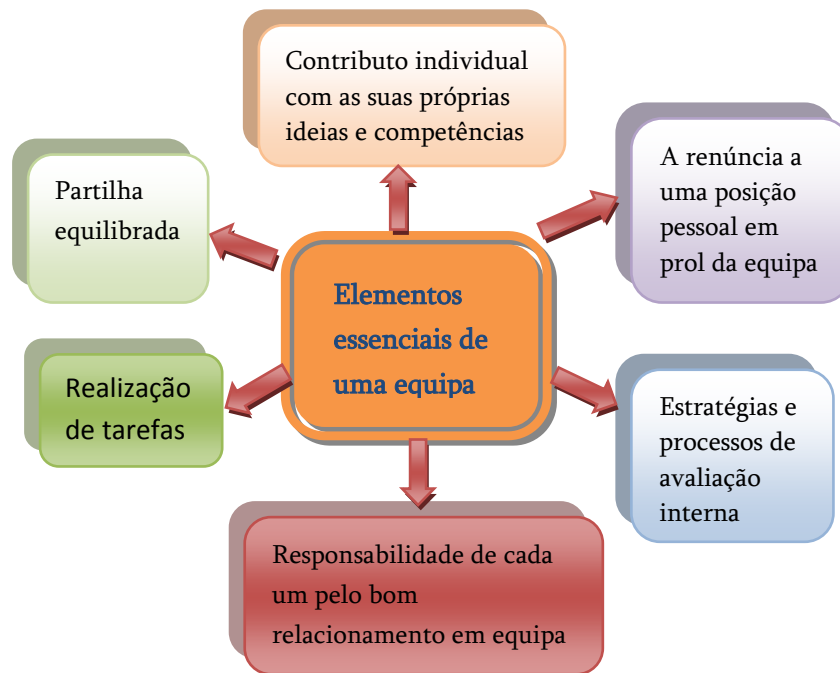 Contributo individual
com as suas próprias
ideias e competências
Partilha
equilibrada
A renúncia a
uma posição
pessoal em
prol da equipa
Elementos
essenciais de
uma equipa
Realização
de tarefas
Estratégias e
processos de
avaliação
interna
Responsabilidade de cada
um pelo bom
relacionamento em equipa